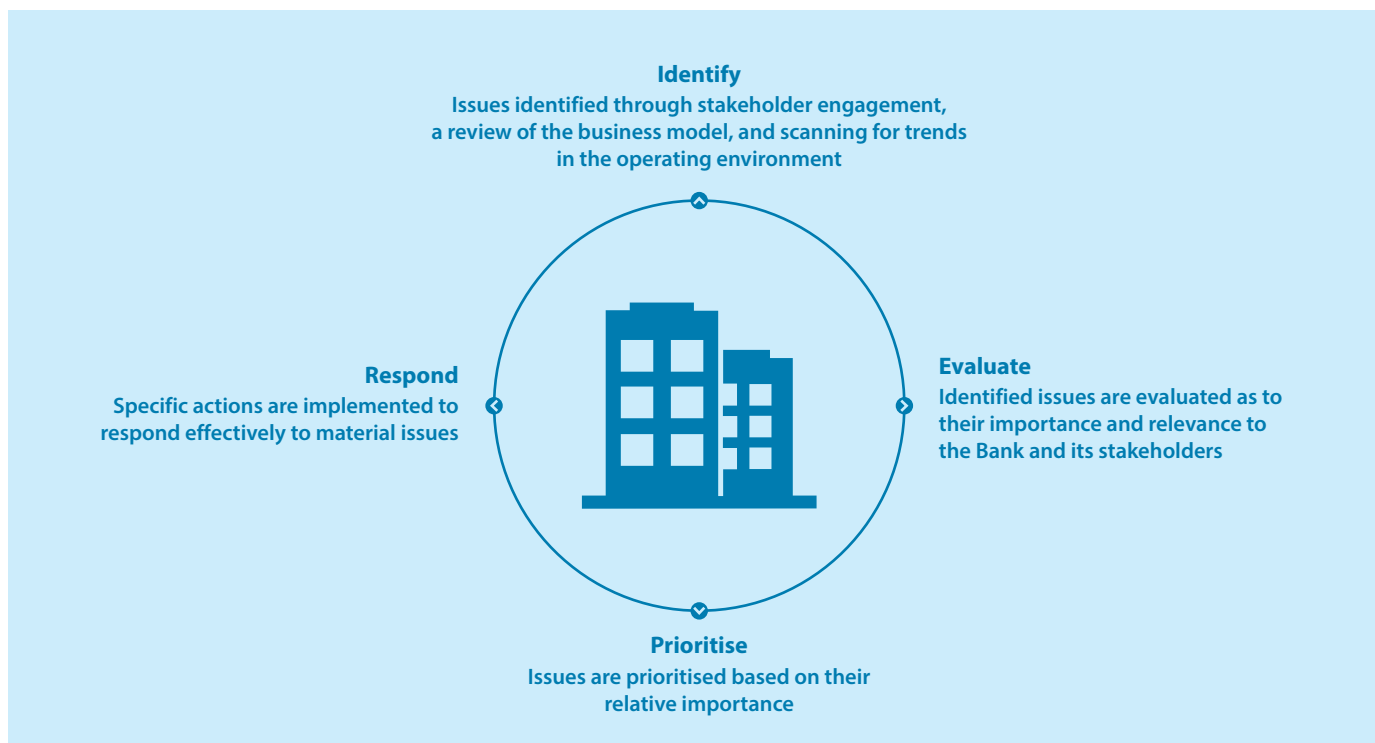 Identify
Issues identified through stakeholder engagement,
a review of the business model, and scanning for trends
in the operating environment
Evaluate
Identified issues are evaluated as to
their importance and relevance to
the Bank and its stakeholders
Prioritise
Issues are prioritised based on their
relative importance
Respond
Specific actions are implemented to
respond effectively to material issues